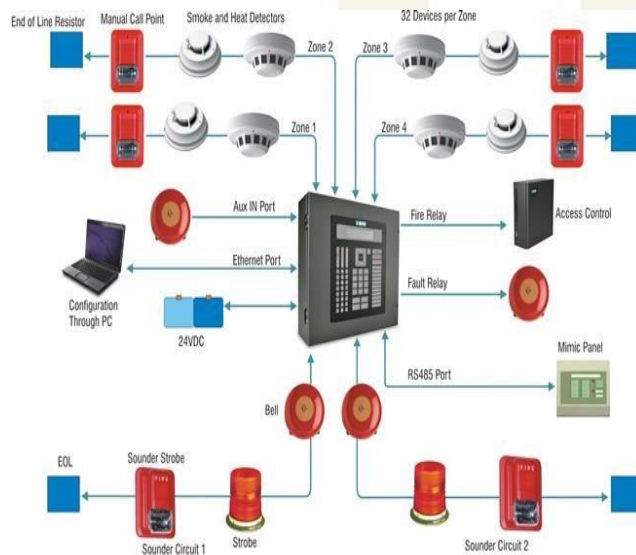 End of Line Resistor
Manual Call Point
Smoke and Heat Detectors
32 Devices per Zone
Zone 2
Zone 3
Zone 1
Zone 4
Aux IN Port
Fire Relay
Access Control
Ethernet Port
Fault Relay
Configuration
Through PC
24VDC
RS485 Port
Mimic Panel
Bell
EOL
Sounder Strobe
FIRE
FIRE
Sounder Circuit 1
Strobe
Sounder Circuit 2